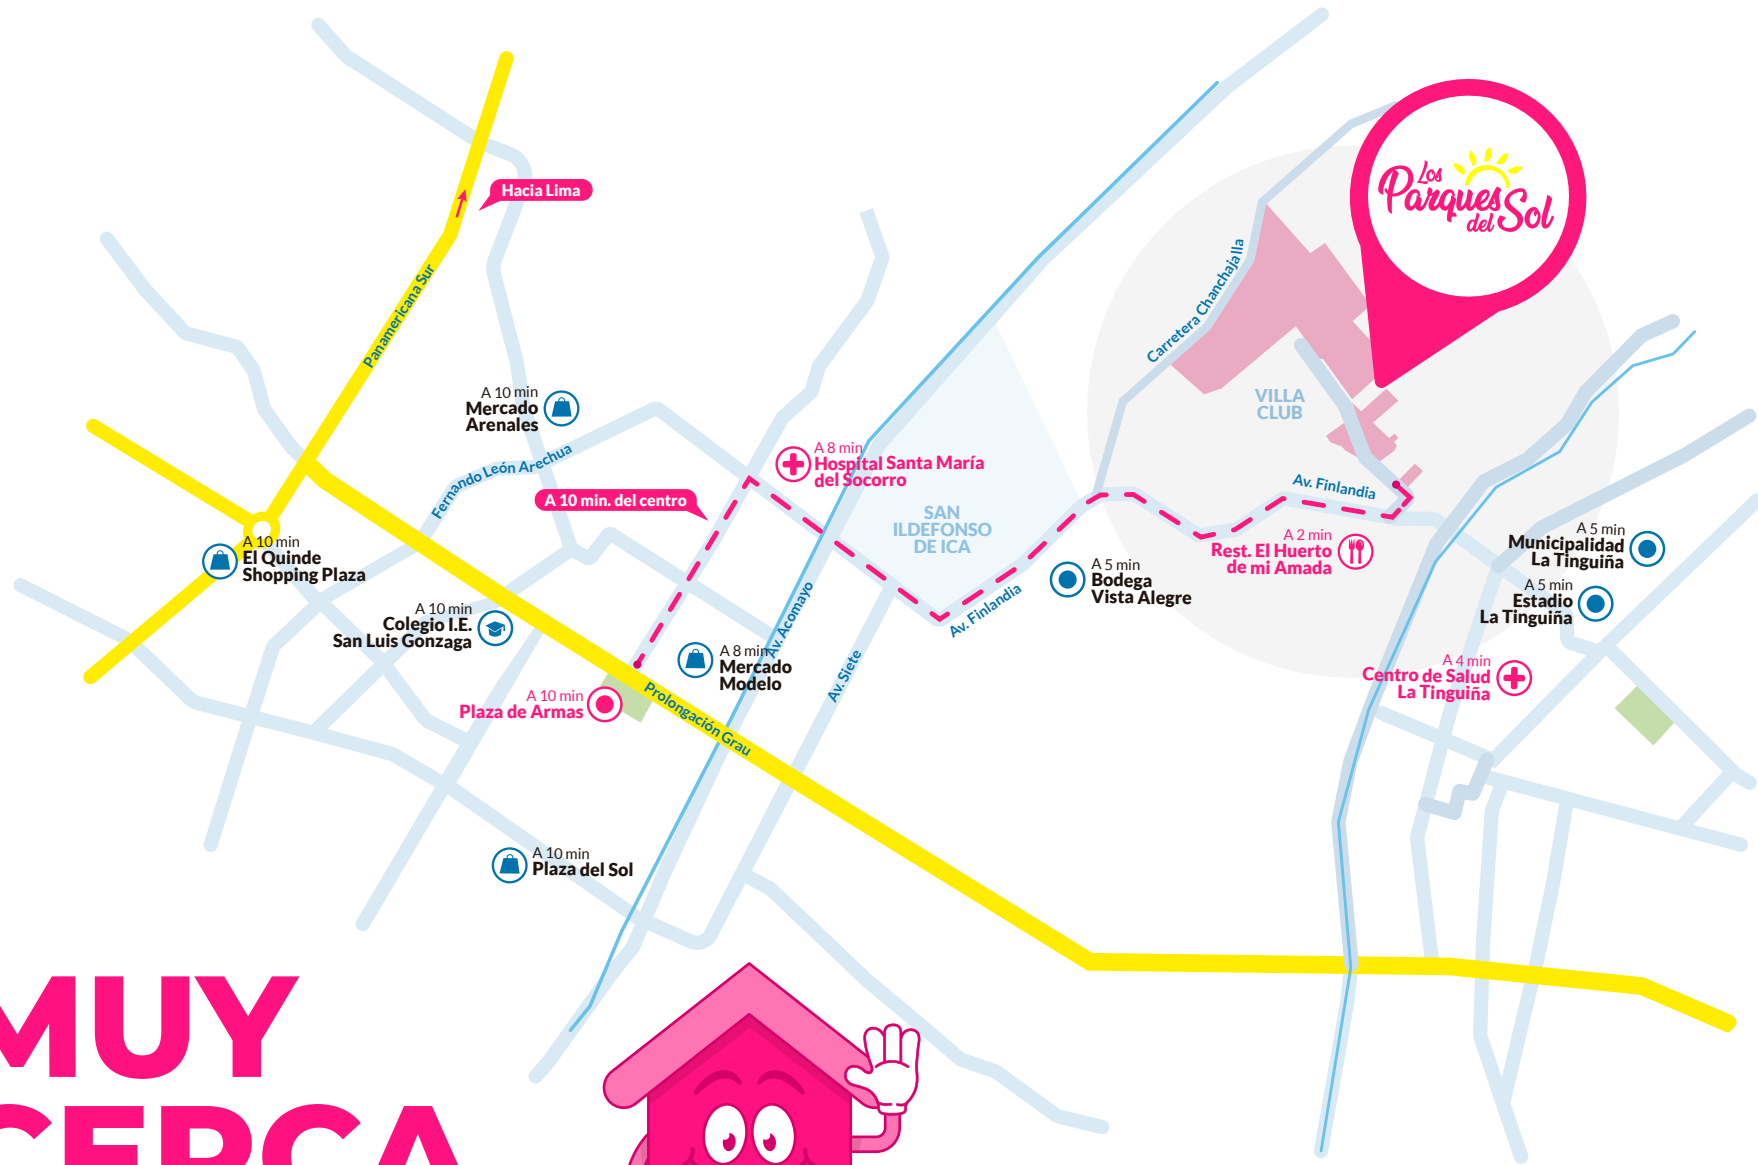 Hacia Lima
Los
Parques
del Sol
Panamericana Sur
Carretera Chanchajalla
A 10 min
Mercado
Arenales
VILLA
CLUB
Fernando León Arechua
A 8 min
Hospital Santa María
del Socorro
A 10 min. del centro
Av. Finlandia
SAN
ILDEFONSO
DE ICA
A 10 min
El Quinde
Shopping Plaza
A 2 min
Rest. El Huerto
de mi Amada
A 5 min
Municipalidad
La Tinguiña
A 5 min
Bodega
Vista Alegre
A 5 min
Estadio
La Tinguiña
Av. Finlandia
A 10 min
Colegio I.E.
San Luis Gonzaga
Av. Acomayo
A 8 min
Mercado
Modelo
Av. Siete
A 4 min
Centro de Salud
La Tinguiña
A 10 min
Plaza de Armas
Prolongación Grau
A 10 min
Plaza del Sol
MUY
CERCA